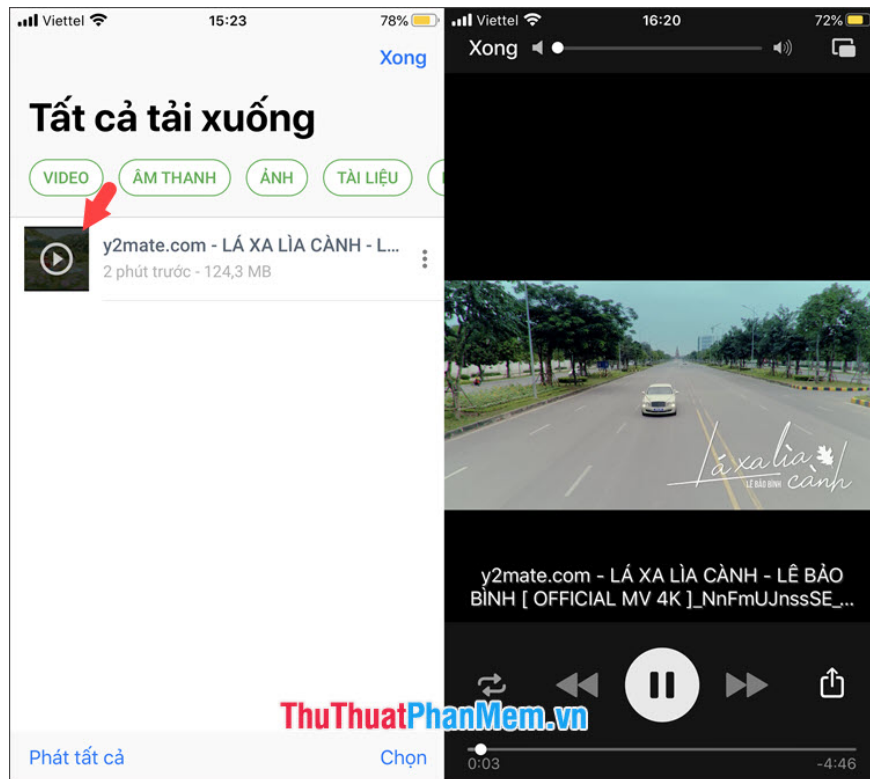 Viettel 15:23 78%
Xong
Tất cả tải xuống
VIDEO ÂM THANH ẢNH TÀI LIỆU
y2mate.com - LÁ XA LÌA CÀNH - L...
2 phút trước - 124,3 MB
Phát tất cả Chọn
Viettel 16:20 72%
Xong
Lá xa lìa cành
LÊ BẢO BÌNH
y2mate.com - LÁ XA LÌA CÀNH - LÊ BẢO
BÌNH [ OFFICIAL MV 4K ]_NnFmUJnssSE_...
0:03 -4:46
ThuThuatPhanMem.vn